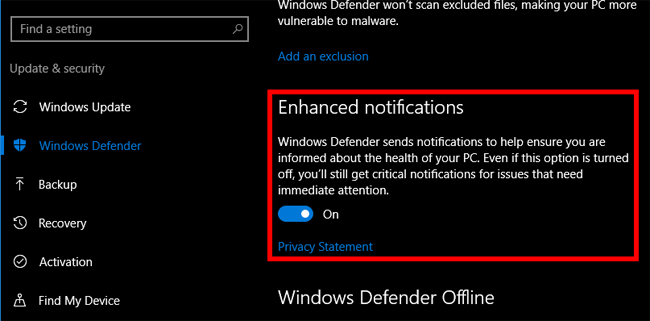 Find a setting
Update & security
Windows Update
Windows Defender
Backup
Recovery
Activation
Find My Device
Windows Defender won't scan excluded files, making your PC more
vulnerable to malware.
Add an exclusion
Enhanced notifications
Windows Defender sends notifications to help ensure you are
informed about the health of your PC. Even if this option is turned
off, you'll still get critical notifications for issues that need
immediate attention.
On
Privacy Statement
Windows Defender Offline